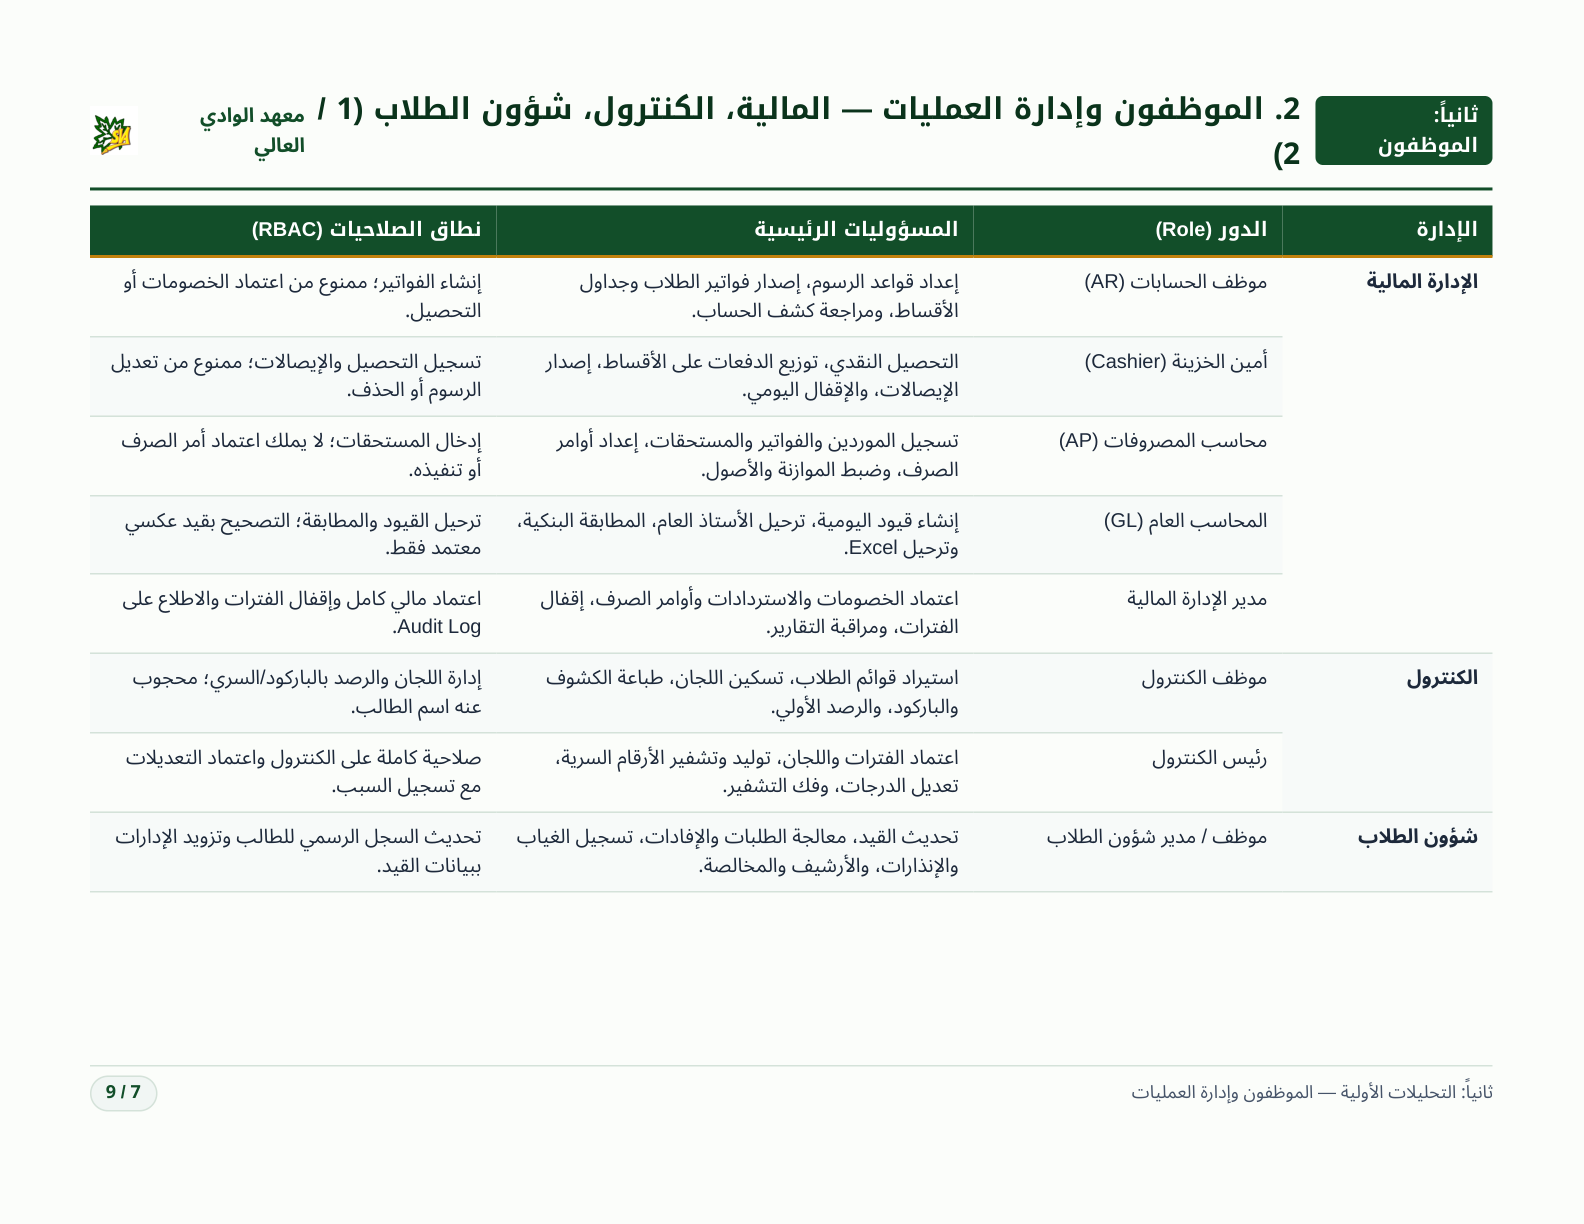 ثانياً:
الموظفون
2. الموظفون وإدارة العمليات — المالية، الكنترول، شؤون الطلاب (1 /
2)
معهد الوادي
العالي
الإدارة
الدور (Role)
المسؤوليات الرئيسية
نطاق الصلاحيات (RBAC)
الإدارة المالية
موظف الحسابات (AR)
إعداد قواعد الرسوم، إصدار فواتير الطلاب وجداول
الأقساط، ومراجعة كشف الحساب.
إنشاء الفواتير؛ ممنوع من اعتماد الخصومات أو
التحصيل.
أمين الخزينة (Cashier)
التحصيل النقدي، توزيع الدفعات على الأقساط، إصدار
الإيصالات، والإقفال اليومي.
تسجيل التحصيل والإيصالات؛ ممنوع من تعديل
الرسوم أو الحذف.
محاسب المصروفات (AP)
تسجيل الموردين والفواتير والمستحقات، إعداد أوامر
الصرف، وضبط الموازنة والأصول.
إدخال المستحقات؛ لا يملك اعتماد أمر الصرف
أو تنفيذه.
المحاسب العام (GL)
إنشاء قيود اليومية، ترحيل الأستاذ العام، المطابقة البنكية،
وترحيل Excel.
ترحيل القيود والمطابقة؛ التصحيح بقيد عكسي
معتمد فقط.
مدير الإدارة المالية
اعتماد الخصومات والاستردادات وأوامر الصرف، إقفال
الفترات، ومراقبة التقارير.
اعتماد مالي كامل وإقفال الفترات والاطلاع على
Audit Log.
الكنترول
موظف الكنترول
استيراد قوائم الطلاب، تسكين اللجان، طباعة الكشوف
والباركود، والرصد الأولي.
إدارة اللجان والرصد بالباركود/السري؛ محجوب
عنه اسم الطالب.
رئيس الكنترول
اعتماد الفترات واللجان، توليد وتشفير الأرقام السرية،
تعديل الدرجات، وفك التشفير.
صلاحية كاملة على الكنترول واعتماد التعديلات
مع تسجيل السبب.
شؤون الطلاب
موظف / مدير شؤون الطلاب
تحديث القيد، معالجة الطلبات والإفادات، تسجيل الغياب
والإنذارات، والأرشيف والمخالصة.
تحديث السجل الرسمي للطالب وتزويد الإدارات
ببيانات القيد.
ثانياً: التحليلات الأولية — الموظفون وإدارة العمليات
7 / 9